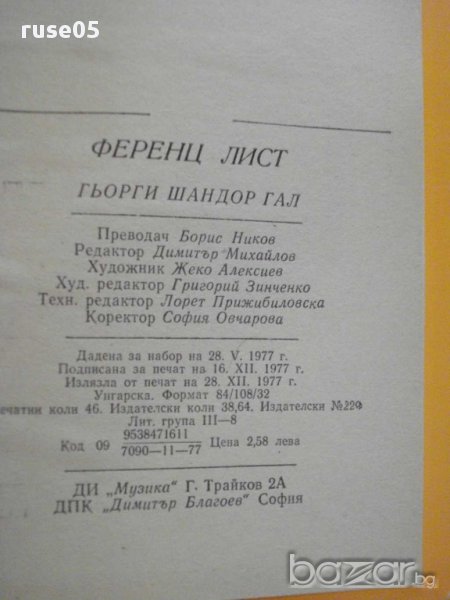 ruse05
ФЕРЕНЦ ЛИСТ
ГЬОРГИ ШАНДОР ГАЛ
Преводач Борис Ников
Редактор Димитър Михайлов
Художник Жеко Алексиев
Худ. редактор Григорий Зинченко
Техн. редактор Лорет Прижибиловска
Коректор София Овчарова
Дадена за набор на 28. V. 1977 г.
Подписана за печат на 16. XII. 1977 г.
Излязла от печат на 28. XII. 1977 г.
Унгарска. Формат 84/108/32
ечатни коли 46. Издателски коли 38,64. Издателски №220
Лит. група III—8
Код 09 9538471611 / 7090—11—77 Цена 2,58 лева
ДИ „Музика" Г. Трайков 2А
ДПК „Димитър Благоев" София
bazar.bg